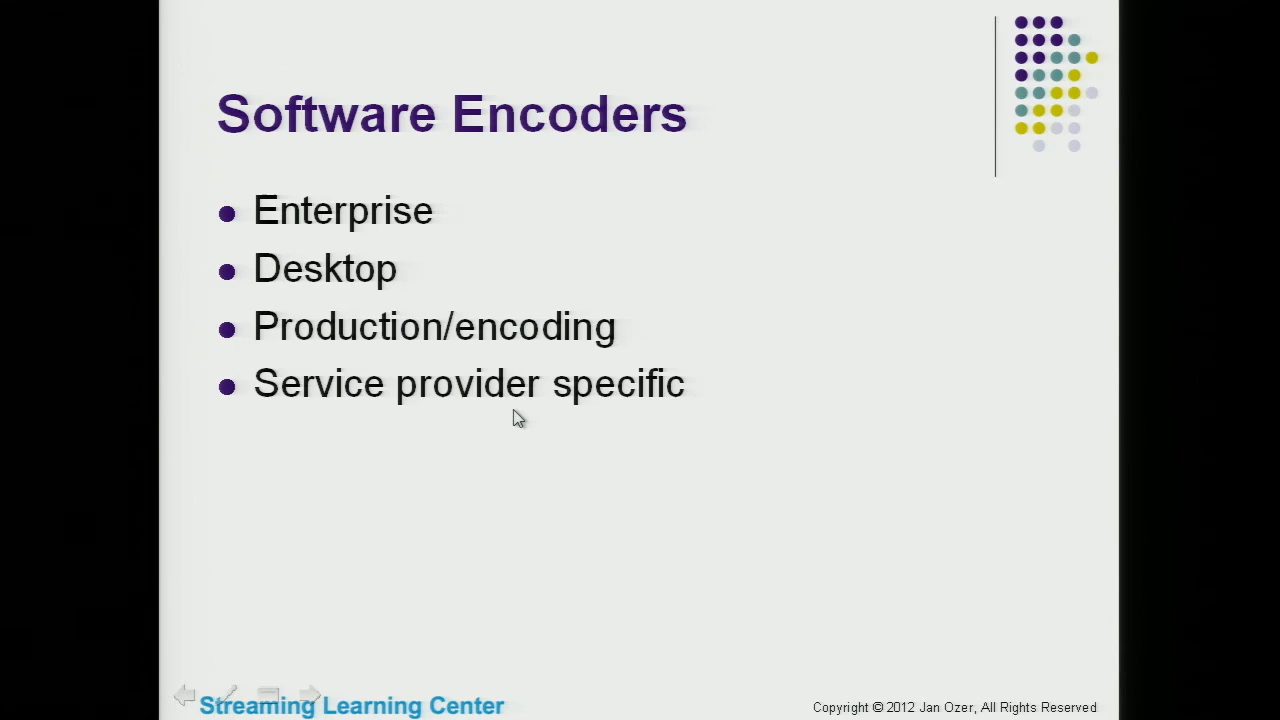 Software Encoders
Enterprise
Desktop
Production/encoding
Service provider specific
Streaming Learning Center
Copyright © 2012 Jan Ozer, All Rights Reserved